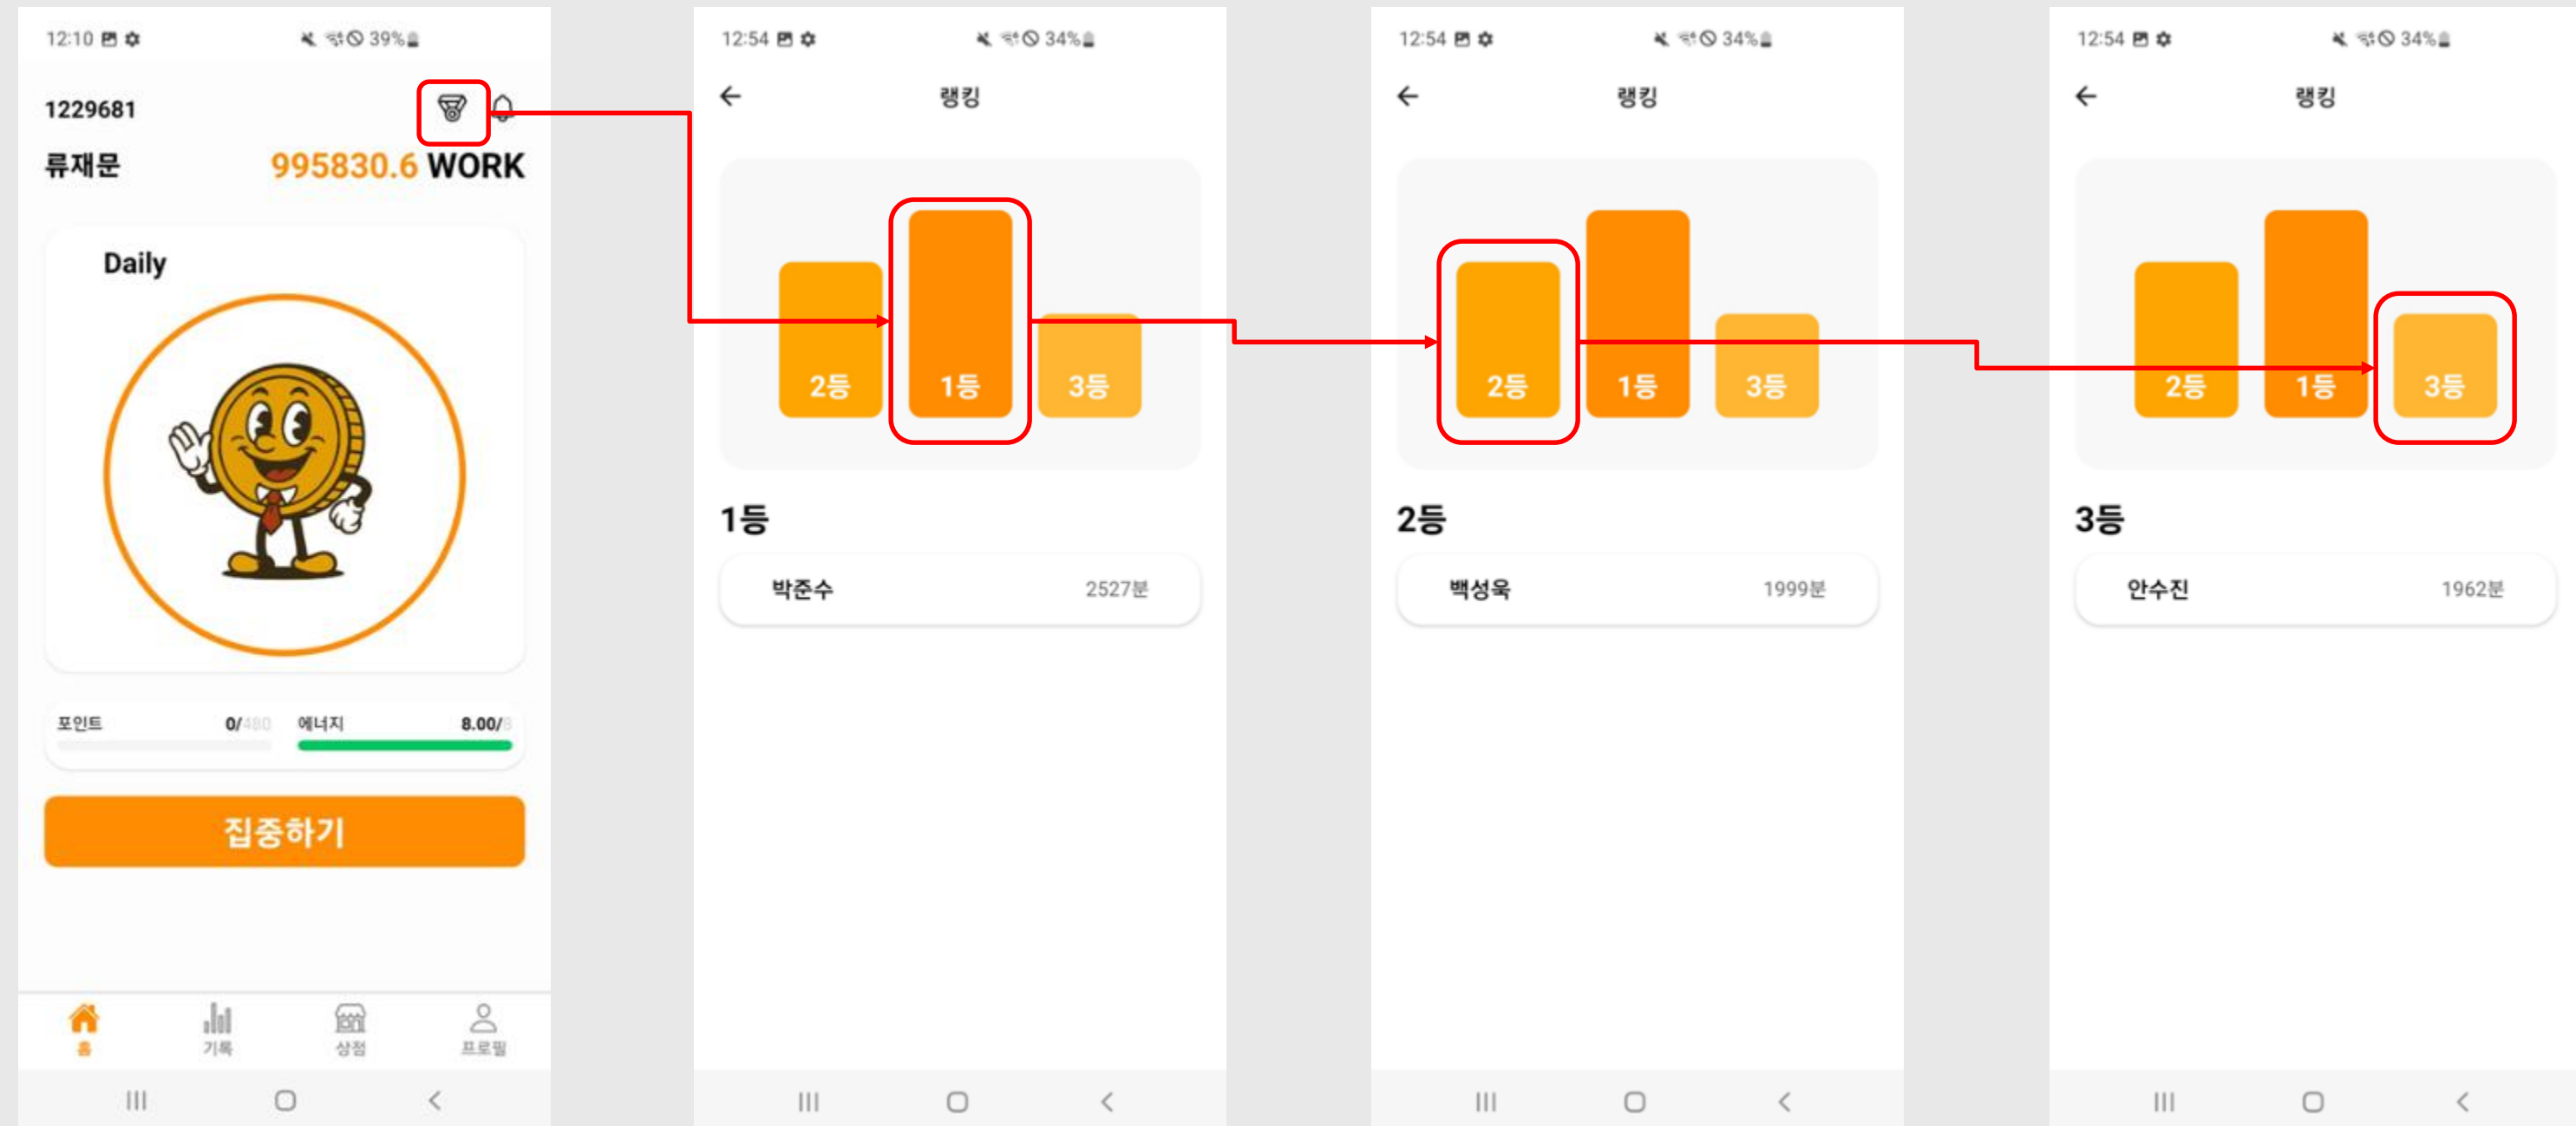 12:10 39%
1229681
류재문 995830.6 WORK
Daily
포인트 0/480 에너지 8.00/8
집중하기
홈 기록 상점 프로필
12:54 34%
랭킹
2등 1등 3등
1등
박준수 2527분
12:54 34%
랭킹
2등 1등 3등
2등
백성욱 1999분
12:54 34%
랭킹
2등 1등 3등
3등
안수진 1962분